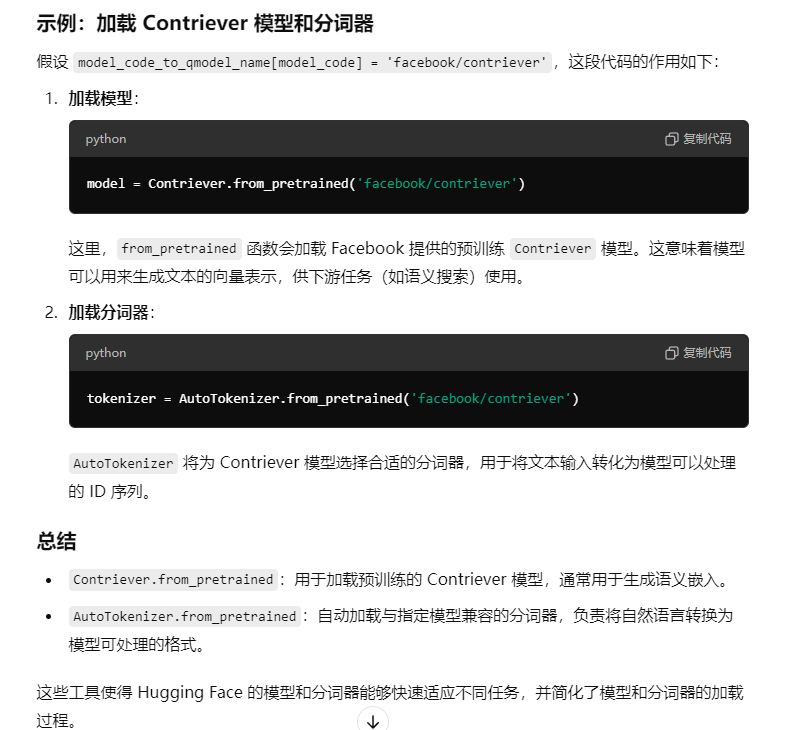 示例：加载 Contriever 模型和分词器
假设 model_code_to_qmodel_name[model_code] = 'facebook/contriever'，这段代码的作用如下：
1. 加载模型：
python 复制代码
model = Contriever.from_pretrained('facebook/contriever')
这里，from_pretrained 函数会加载 Facebook 提供的预训练 Contriever 模型。这意味着模型
可以用来生成文本的向量表示，供下游任务（如语义搜索）使用。
2. 加载分词器：
python 复制代码
tokenizer = AutoTokenizer.from_pretrained('facebook/contriever')
AutoTokenizer 将为 Contriever 模型选择合适的分词器，用于将文本输入转化为模型可以处理
的 ID 序列。
总结
• Contriever.from_pretrained：用于加载预训练的 Contriever 模型，通常用于生成语义嵌入。
• AutoTokenizer.from_pretrained：自动加载与指定模型兼容的分词器，负责将自然语言转换为
模型可处理的格式。
这些工具使得 Hugging Face 的模型和分词器能够快速适应不同任务，并简化了模型和分词器的加载
过程。